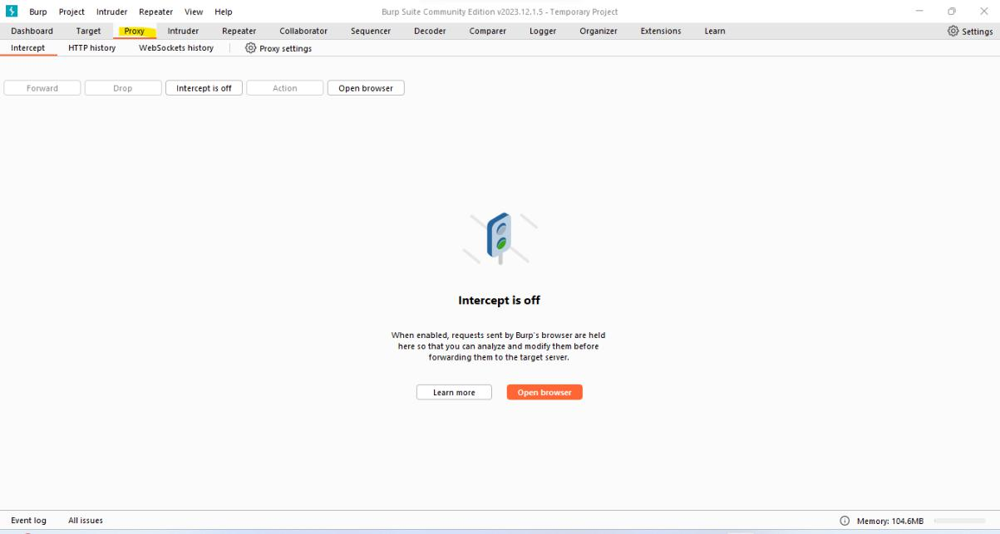 Burp Project Intruder Repeater View Help Burp Suite Community Edition v2023.12.1.5 - Temporary Project
Dashboard Target Proxy Intruder Repeater Collaborator Sequencer Decoder Comparer Logger Organizer Extensions Learn Settings
Intercept HTTP history WebSockets history Proxy settings
Forward Drop Intercept is off Action Open browser
Intercept is off
When enabled, requests sent by Burp's browser are held
here so that you can analyze and modify them before
forwarding them to the target server.
Learn more Open browser
Event log All issues Memory: 104.6MB